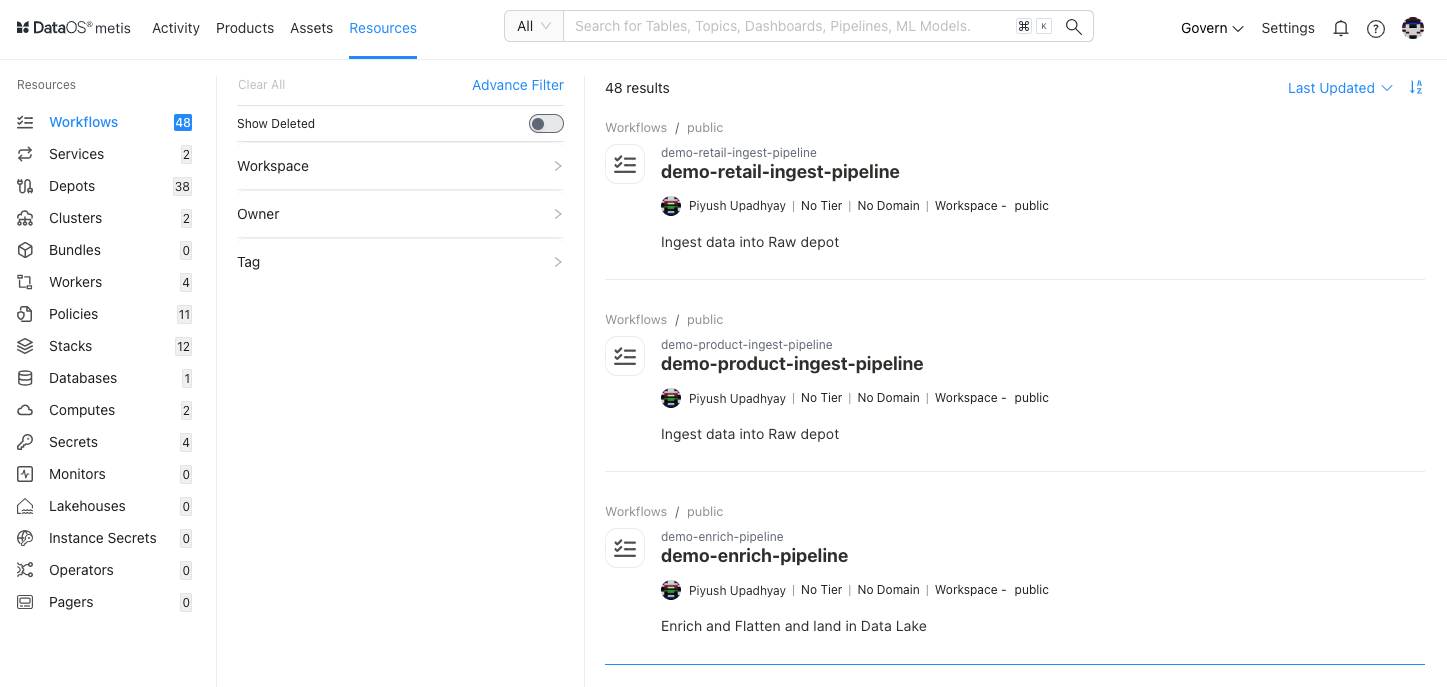 DataOS® metis Activity Products Assets Resources All Search for Tables, Topics, Dashboards, Pipelines, ML Models. ⌘ K Govern Settings
Resources
Workflows 48
Services 2
Depots 38
Clusters 2
Bundles 0
Workers 4
Policies 11
Stacks 12
Databases 1
Computes 2
Secrets 4
Monitors 0
Lakehouses 0
Instance Secrets 0
Operators 0
Pagers 0
Clear All Advance Filter
Show Deleted
Workspace
Owner
Tag
48 results Last Updated
Workflows / public
demo-retail-ingest-pipeline
demo-retail-ingest-pipeline
Piyush Upadhyay | No Tier | No Domain | Workspace - public
Ingest data into Raw depot
Workflows / public
demo-product-ingest-pipeline
demo-product-ingest-pipeline
Piyush Upadhyay | No Tier | No Domain | Workspace - public
Ingest data into Raw depot
Workflows / public
demo-enrich-pipeline
demo-enrich-pipeline
Piyush Upadhyay | No Tier | No Domain | Workspace - public
Enrich and Flatten and land in Data Lake